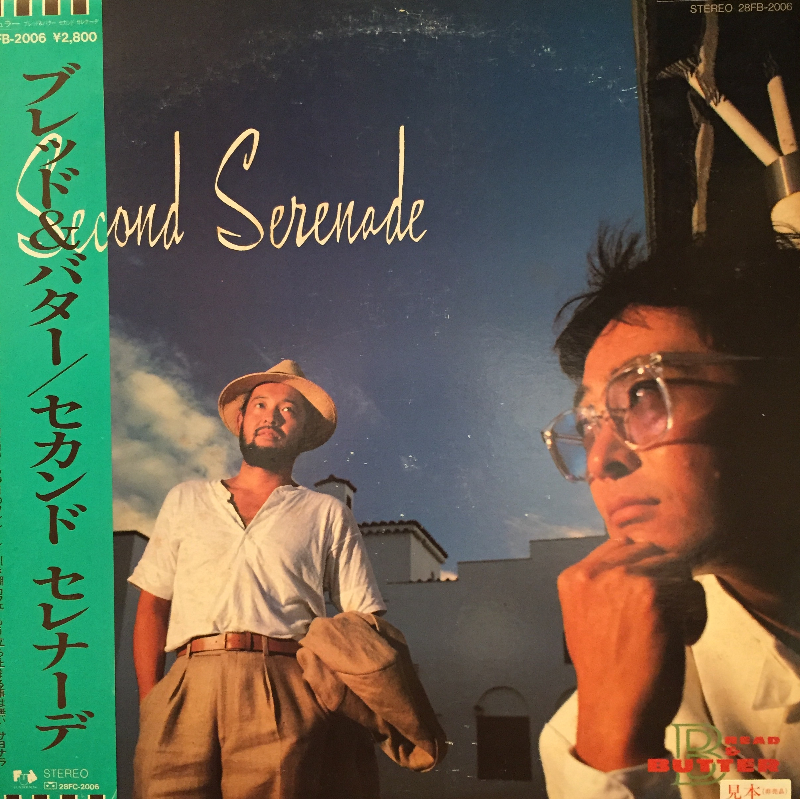 STEREO 28FB-2006
FB-2006 ¥2,800
ブレッド&バター/セカンド セレナーデ
Second Serenade
STEREO
28FC-2006
BREAD
&
BUTTER
見本